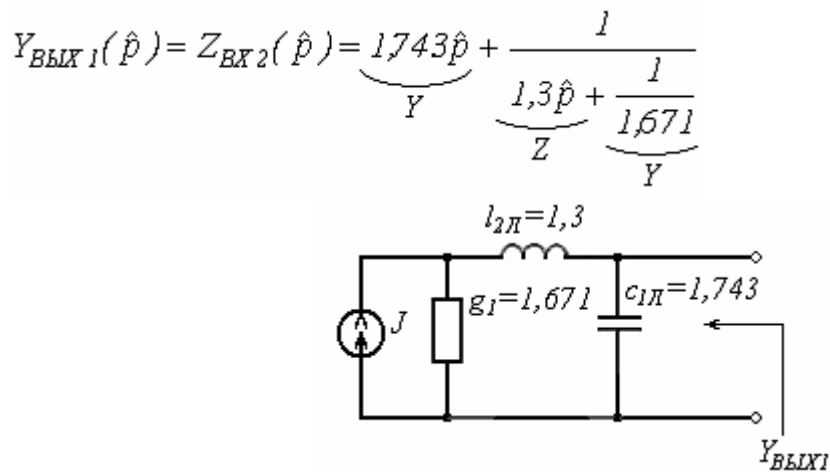 Y_ВЫХ 1(p̂) = Z_ВХ 2(p̂) = 1,743p̂ + 1
Y
1,3p̂ + 1
Z
1,671
Y
l_2Л=1,3
J
g_1=1,671
c_1Л=1,743
Y_ВЫХ1